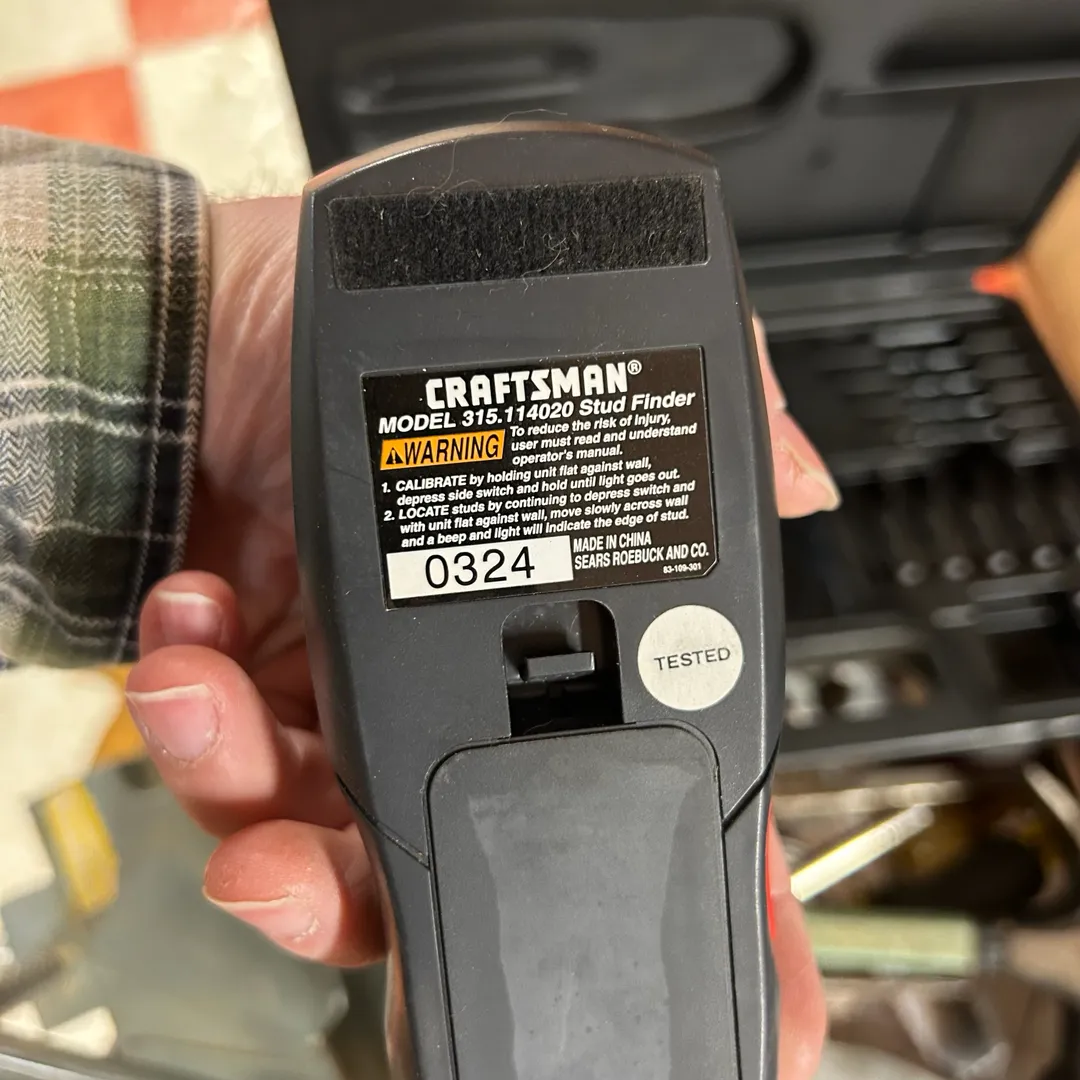 CRAFTSMAN®
MODEL 315.114020 Stud Finder
WARNING
To reduce the risk of injury,
user must read and understand
operator's manual.
1. CALIBRATE by holding unit flat against wall,
depress side switch and hold until light goes out.
2. LOCATE studs by continuing to depress switch and
with unit flat against wall, move slowly across wall
and a beep and light will indicate the edge of stud.
0324
MADE IN CHINA
SEARS ROEBUCK AND CO.
83-109-301
TESTED